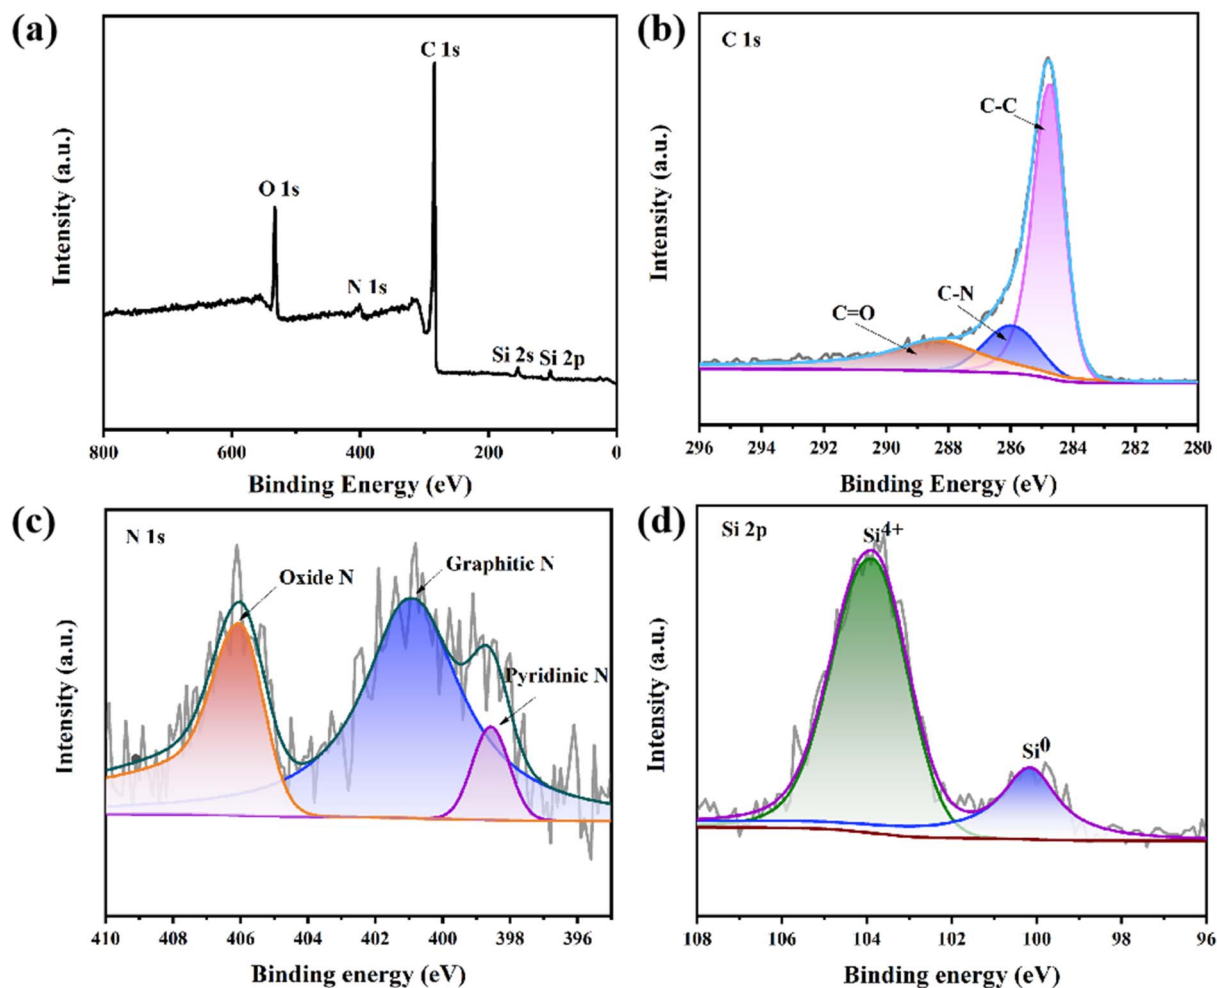 (a)
C 1s
O 1s
N 1s
Si 2s Si 2p
Intensity (a.u.)
800 600 400 200 0
Binding Energy (eV)
(b)
C 1s
C-C
C-N
C=O
Intensity (a.u.)
296 294 292 290 288 286 284 282 280
Binding Energy (eV)
(c)
N 1s
Oxide N
Graphitic N
Pyridinic N
Intensity (a.u.)
410 408 406 404 402 400 398 396
Binding energy (eV)
(d)
Si 2p
Si4+
Si0
Intensity (a.u.)
108 106 104 102 100 98 96
Binding energy (eV)